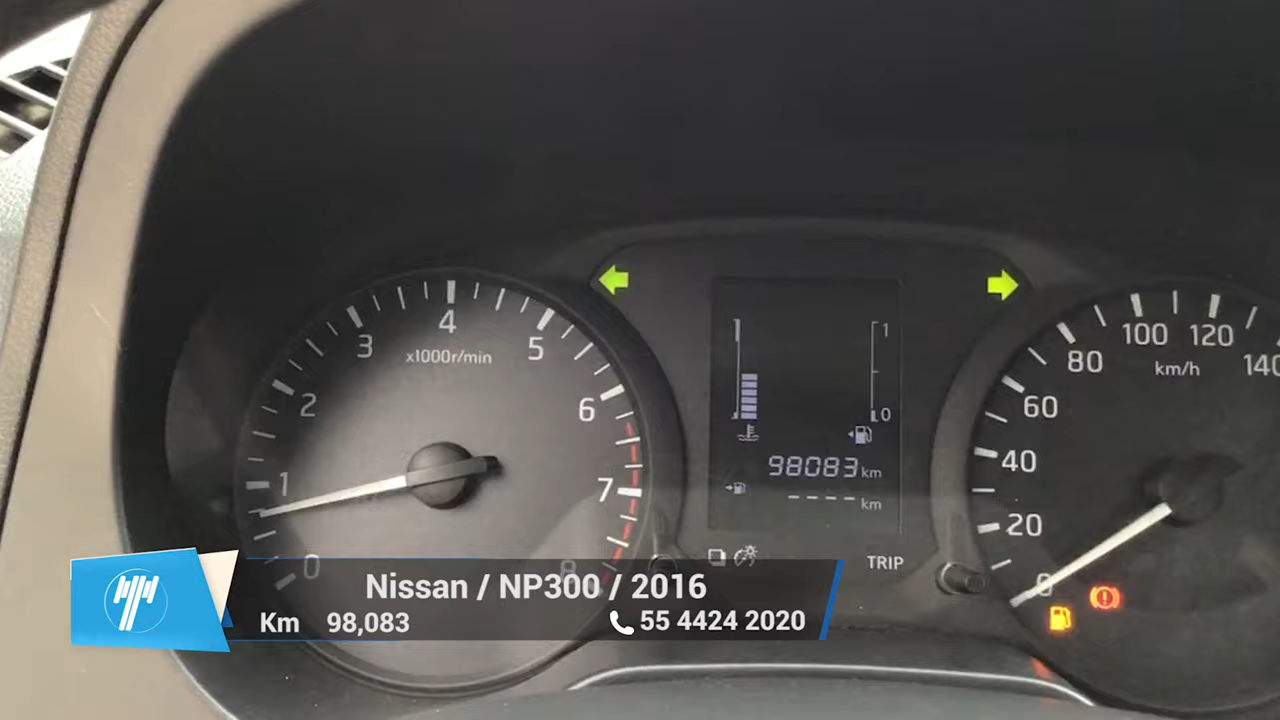 0
1
2
3
4
5
6
7
8
x1000r/min
1
0
98083 km
---- km
TRIP
0
20
40
60
80
100
120
140
km/h
Nissan / NP300 / 2016
Km 98,083
55 4424 2020